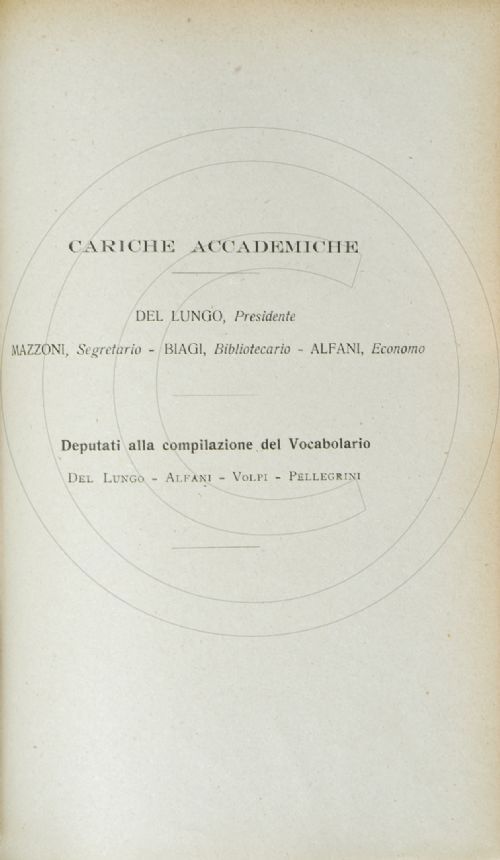 CARICHE ACCADEMICHE
DEL LUNGO, Presidente
MAZZONI, Segretario - BIAGI, Bibliotecario - ALFANI, Economo
Deputati alla compilazione del Vocabolario
DEL LUNGO - ALFANI - VOLPI - PELLEGRINI